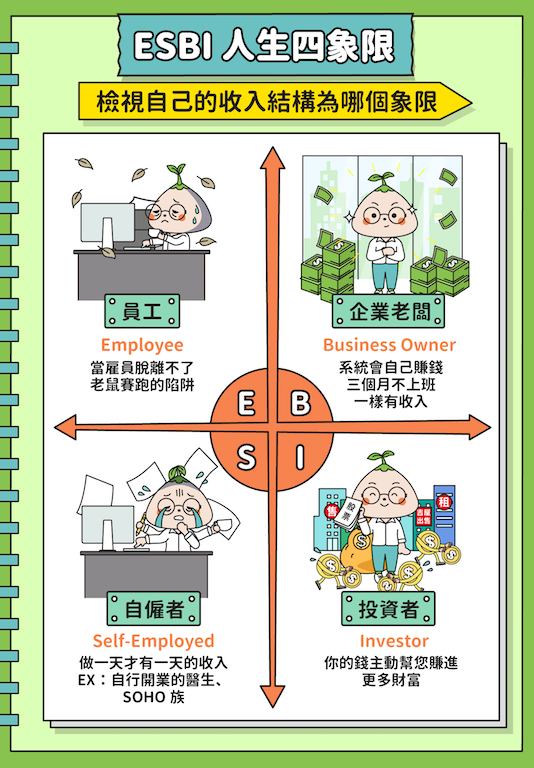 ESBI 人生四象限
檢視自己的收入結構為哪個象限
員工
Employee
當雇員脫離不了
老鼠賽跑的陷阱
企業老闆
Business Owner
系統會自己賺錢
三個月不上班
一樣有收入
E
B
S
I
自僱者
Self-Employed
做一天才有一天的收入
EX：自行開業的醫生、
SOHO 族
售
股票
租
投資者
Investor
你的錢主動幫您賺進
更多財富